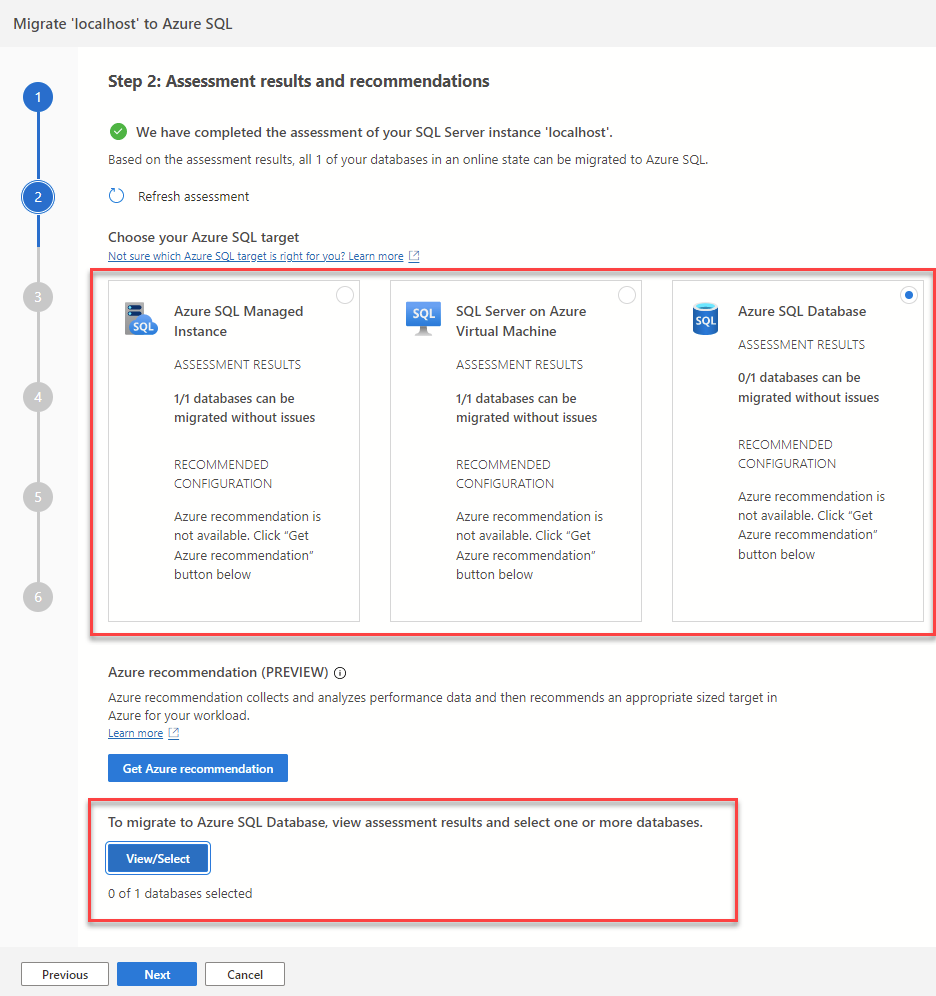 Migrate 'localhost' to Azure SQL
1
2
3
4
5
6
Step 2: Assessment results and recommendations
We have completed the assessment of your SQL Server instance 'localhost'.
Based on the assessment results, all 1 of your databases in an online state can be migrated to Azure SQL.
Refresh assessment
Choose your Azure SQL target
Not sure which Azure SQL target is right for you? Learn more
SQL
Azure SQL Managed
Instance
ASSESSMENT RESULTS
1/1 databases can be
migrated without issues
RECOMMENDED
CONFIGURATION
Azure recommendation is
not available. Click “Get
Azure recommendation”
button below
SQL
SQL Server on Azure
Virtual Machine
ASSESSMENT RESULTS
1/1 databases can be
migrated without issues
RECOMMENDED
CONFIGURATION
Azure recommendation is
not available. Click “Get
Azure recommendation”
button below
SQL
Azure SQL Database
ASSESSMENT RESULTS
0/1 databases can be
migrated without issues
RECOMMENDED
CONFIGURATION
Azure recommendation is
not available. Click “Get
Azure recommendation”
button below
Azure recommendation (PREVIEW)
Azure recommendation collects and analyzes performance data and then recommends an appropriate sized target in
Azure for your workload.
Learn more
Get Azure recommendation
To migrate to Azure SQL Database, view assessment results and select one or more databases.
View/Select
0 of 1 databases selected
Previous
Next
Cancel